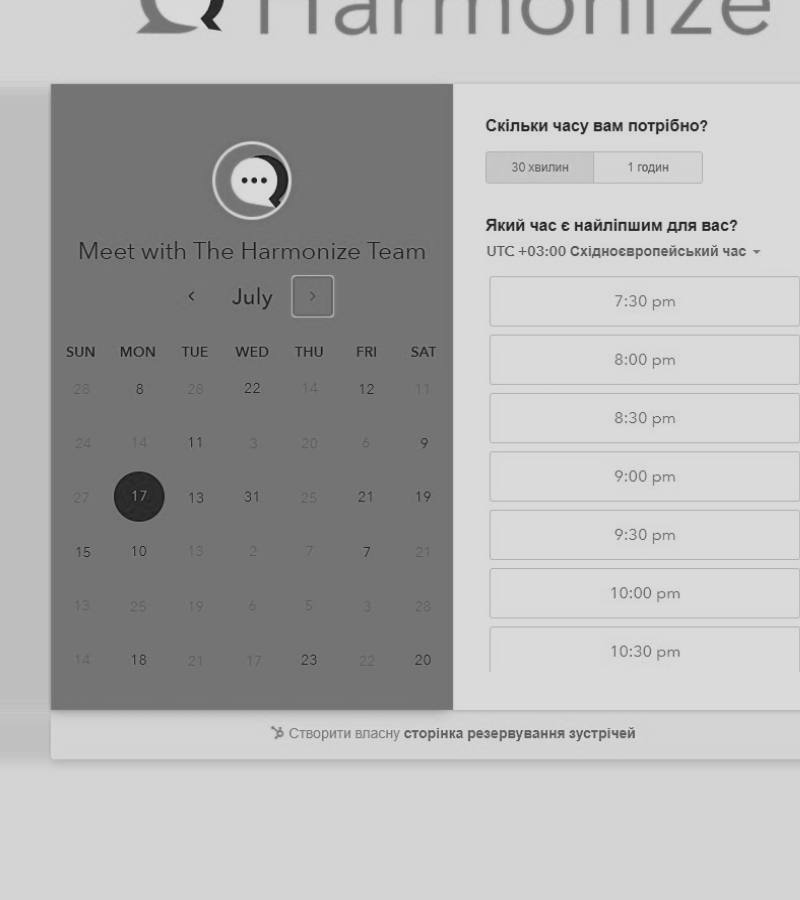 Harmonize
Meet with The Harmonize Team
July
SUN MON TUE WED THU FRI SAT
28 8 28 22 14 12 11
24 14 11 3 20 6 9
27 17 13 31 25 21 19
15 10 13 2 7 7 21
13 25 19 6 5 3 28
14 18 21 17 23 22 20
Скільки часу вам потрібно?
30 хвилин 1 годин
Який час є найліпшим для вас?
UTC +03:00 Східноєвропейський час
7:30 pm
8:00 pm
8:30 pm
9:00 pm
9:30 pm
10:00 pm
10:30 pm
Створити власну сторінка резервування зустрічей